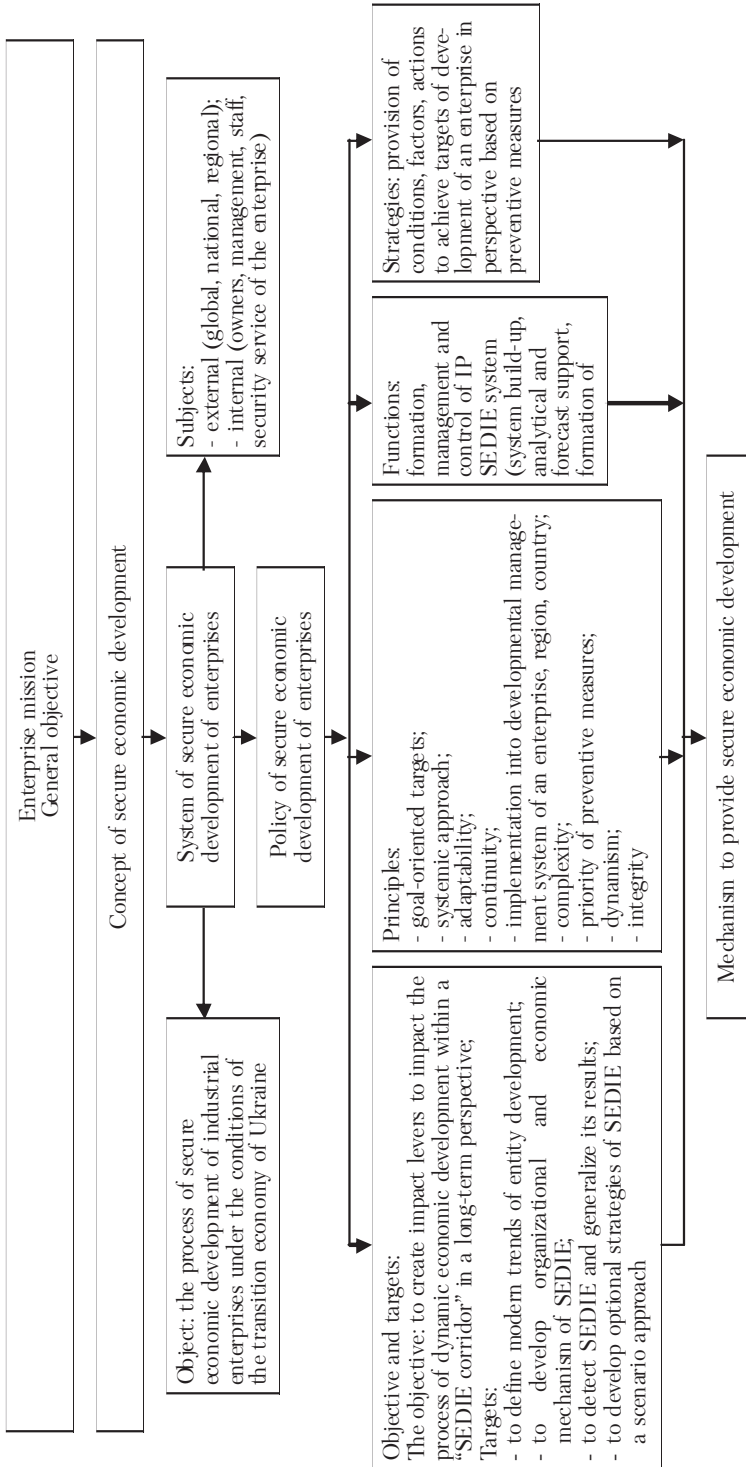 Enterprise mission
General objective
Concept of secure economic development
Object: the process of secure
economic development of industrial
enterprises under the conditions of
the transition economy of Ukraine
System of secure economic
development of enterprises
Subjects:
- external (global, national, regional);
- internal (owners, management, staff,
security service of the enterprise)
Policy of secure economic
development of enterprises
Objective and targets:
The objective: to create impact levers to impact the
process of dynamic economic development within a
“SEDIE corridor” in a long-term perspective;
Targets:
- to define modern trends of entity development;
- to develop organizational and economic
mechanism of SEDIE;
- to detect SEDIE and generalize its results;
- to develop optional strategies of SEDIE based on
a scenario approach
Principles:
- goal-oriented targets;
- systemic approach;
- adaptability;
- continuity;
- implementation into developmental manage-
ment system of an enterprise, region, country;
- complexity;
- priority of preventive measures;
- dynamism;
- integrity
Functions:
formation,
management and
control of IP
SEDIE system
(system build-up,
analytical and
forecast support,
formation of
Strategies: provision of
conditions, factors, actions
to achieve targets of deve-
lopment of an enterprise in
perspective based on
preventive measures
Mechanism to provide secure economic development